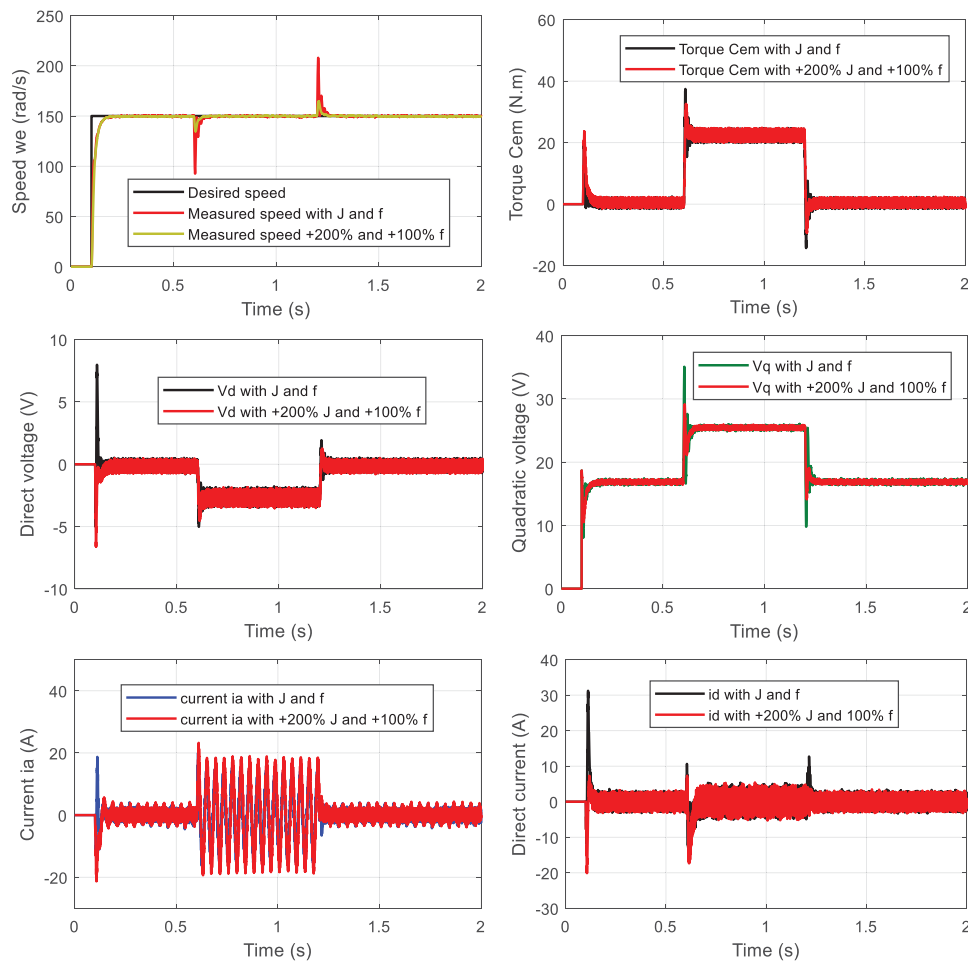 Speed we (rad/s)
250
200
150
100
50
0
Desired speed
Measured speed with J and f
Measured speed +200% and +100% f
0 0.5 1 1.5 2
Time (s)
Torque Cem (N.m)
60
40
20
0
-20
Torque Cem with J and f
Torque Cem with +200% J and +100% f
0 0.5 1 1.5 2
Time (s)
Direct voltage (V)
10
5
0
-5
-10
Vd with J and f
Vd with +200% J and +100% f
0 0.5 1 1.5 2
Time (s)
Quadratic voltage (V)
40
30
20
10
0
Vq with J and f
Vq with +200% J and 100% f
0 0.5 1 1.5 2
Time (s)
Current ia (A)
40
20
0
-20
current ia with J and f
current ia with +200% J and +100% f
0 0.5 1 1.5 2
Time (s)
Direct current (A)
40
30
20
10
0
-10
-20
-30
id with J and f
id with +200% J and 100% f
0 0.5 1 1.5 2
Time (s)